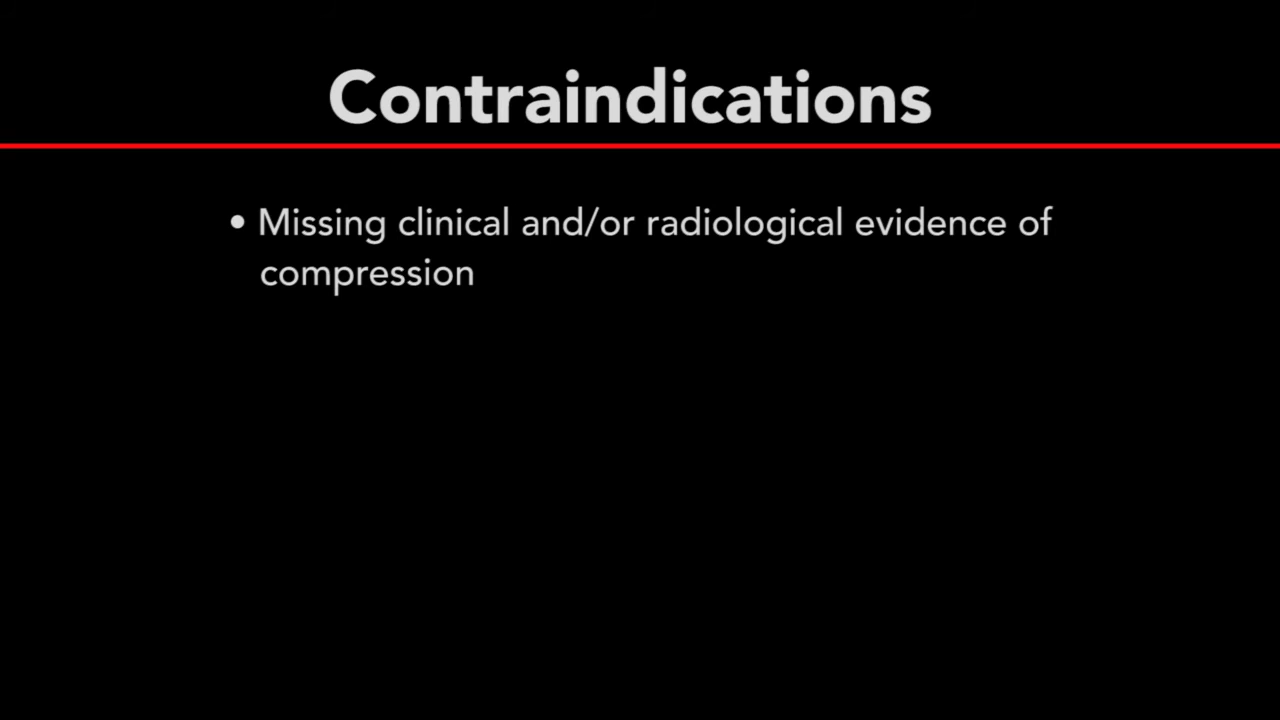 Contraindications
• Missing clinical and/or radiological evidence of
compression